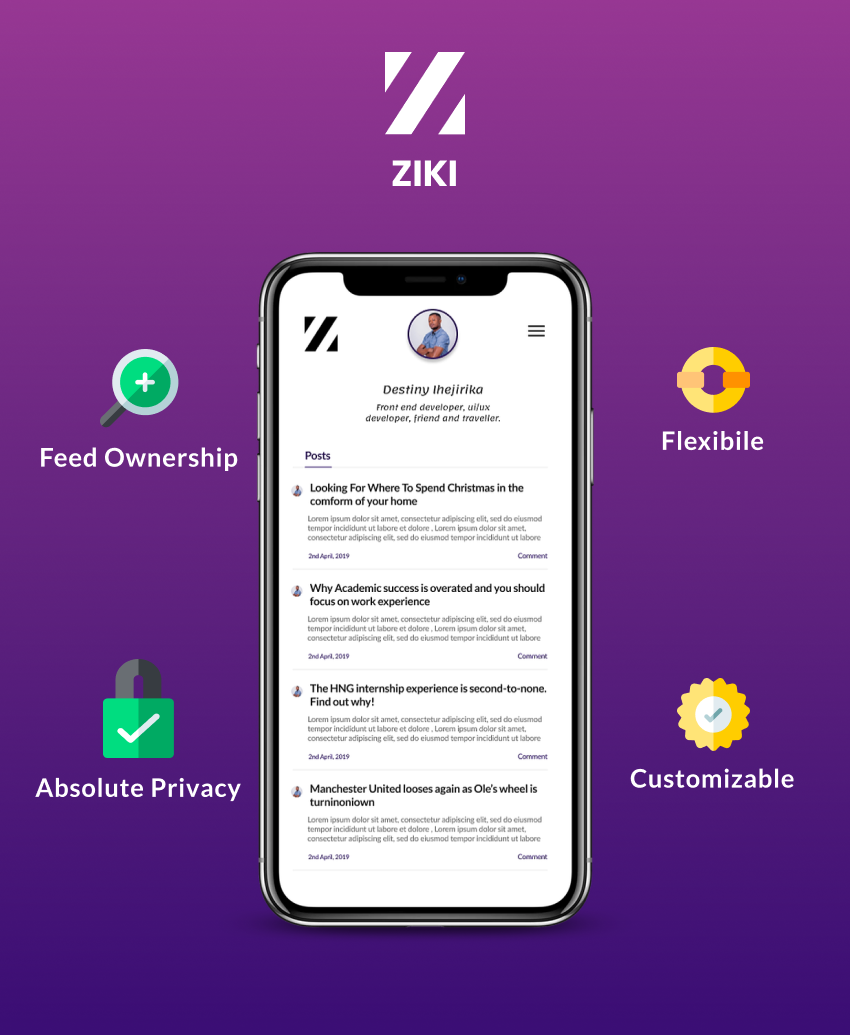 ZIKI
Destiny Ihejirika
Front end developer, ui/ux
developer, friend and traveller.
Posts
Looking For Where To Spend Christmas in the
comform of your home
Lorem ipsum dolor sit amet, consectetur adipiscing elit, sed do eiusmod
tempor incididunt ut labore et dolore , Lorem ipsum dolor sit amet,
consectetur adipiscing elit, sed do eiusmod tempor incididunt ut labore
2nd April, 2019 Comment
Why Academic success is overated and you should
focus on work experience
Lorem ipsum dolor sit amet, consectetur adipiscing elit, sed do eiusmod
tempor incididunt ut labore et dolore , Lorem ipsum dolor sit amet,
consectetur adipiscing elit, sed do eiusmod tempor incididunt ut labore
2nd April, 2019 Comment
The HNG internship experience is second-to-none.
Find out why!
Lorem ipsum dolor sit amet, consectetur adipiscing elit, sed do eiusmod
tempor incididunt ut labore et dolore , Lorem ipsum dolor sit amet,
consectetur adipiscing elit, sed do eiusmod tempor incididunt ut labore
2nd April, 2019 Comment
Manchester United looses again as Ole's wheel is
turninoniown
Lorem ipsum dolor sit amet, consectetur adipiscing elit, sed do eiusmod
tempor incididunt ut labore et dolore , Lorem ipsum dolor sit amet,
consectetur adipiscing elit, sed do eiusmod tempor incididunt ut labore
2nd April, 2019 Comment
Feed Ownership
Flexibile
Absolute Privacy
Customizable